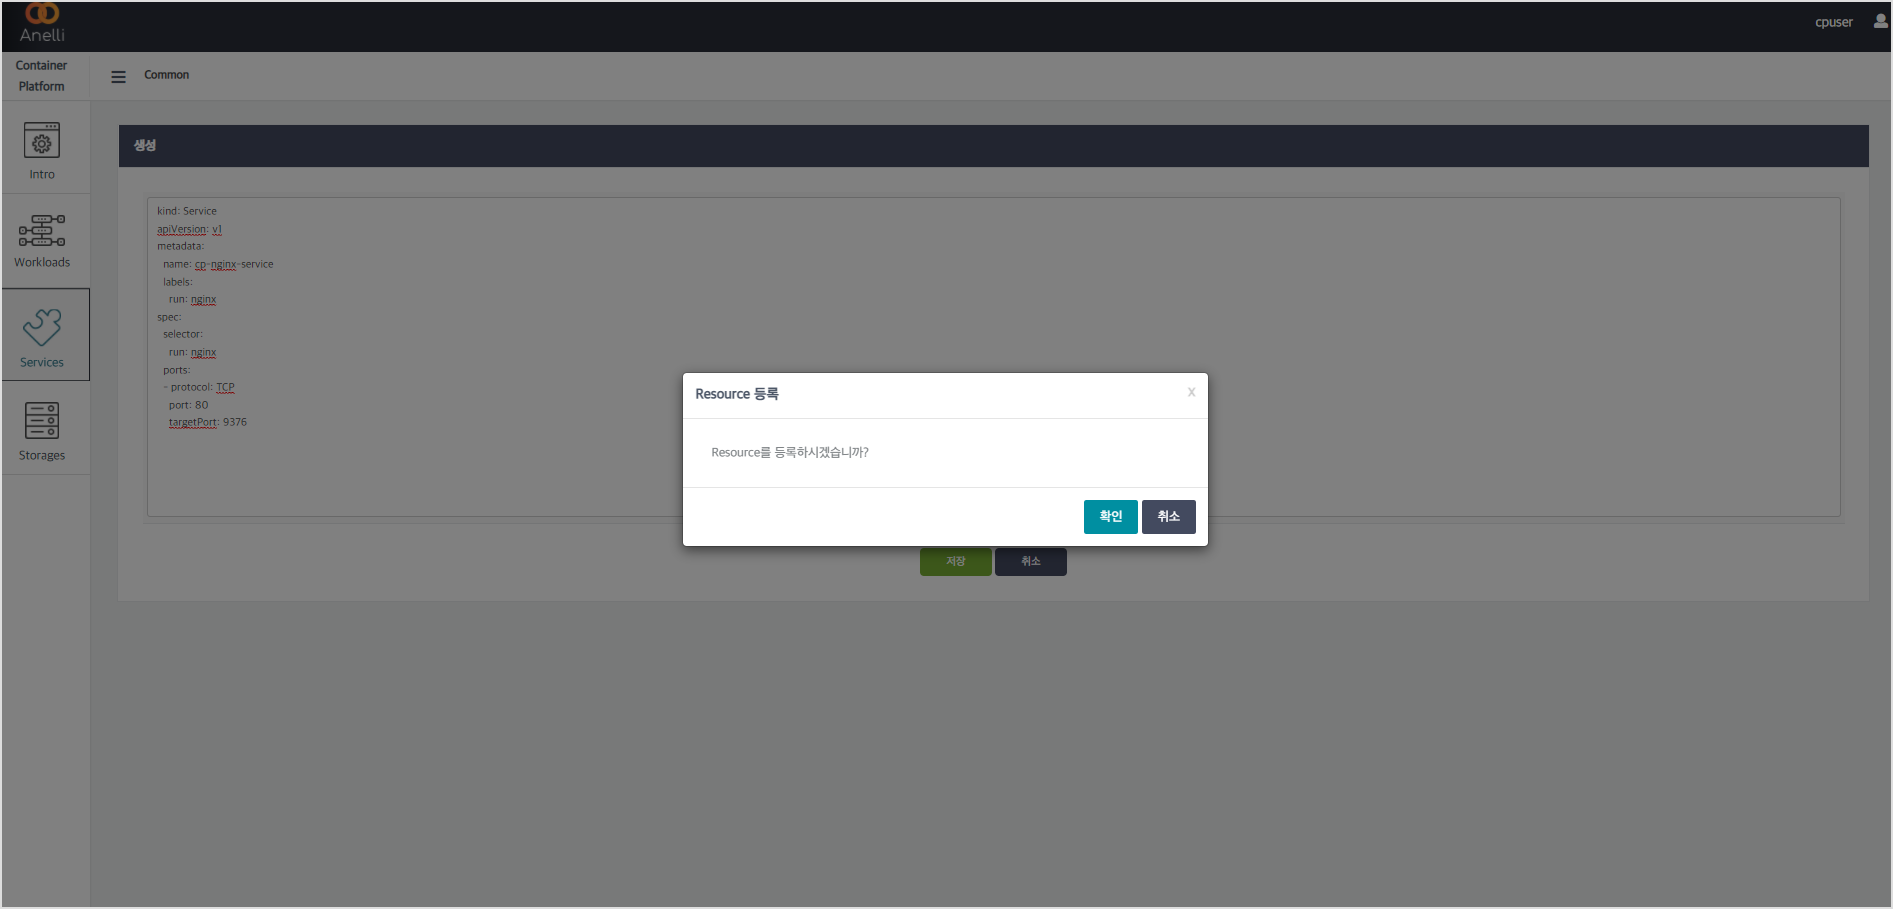 Anelli
cpuser
Container
Platform
Common
Intro
Workloads
Services
Storages
생성
kind: Service
apiVersion: v1
metadata:
name: cp-nginx-service
labels:
run: nginx
spec:
selector:
run: nginx
ports:
- protocol: TCP
port: 80
targetPort: 9376
Resource 등록
X
Resource를 등록하시겠습니까?
확인 취소
저장 취소